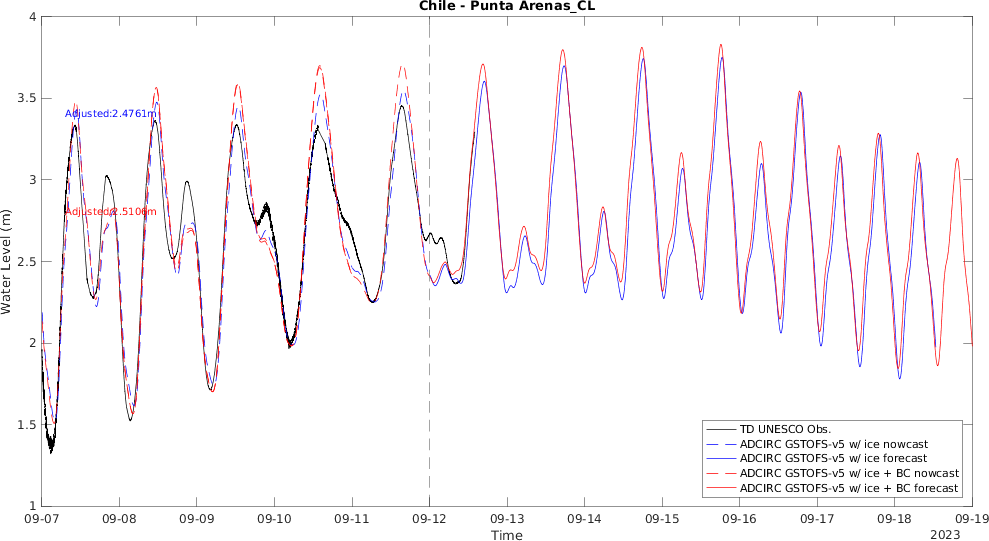 Chile - Punta Arenas_CL
4
3.5
3
2.5
2
1.5
1
Water Level (m)
Adjusted:2.4761m
Adjusted:2.5106m
TD UNESCO Obs.
ADCIRC GSTOFS-v5 w/ ice nowcast
ADCIRC GSTOFS-v5 w/ ice forecast
ADCIRC GSTOFS-v5 w/ ice + BC nowcast
ADCIRC GSTOFS-v5 w/ ice + BC forecast
09-07 09-08 09-09 09-10 09-11 09-12 09-13 09-14 09-15 09-16 09-17 09-18 09-19
Time
2023